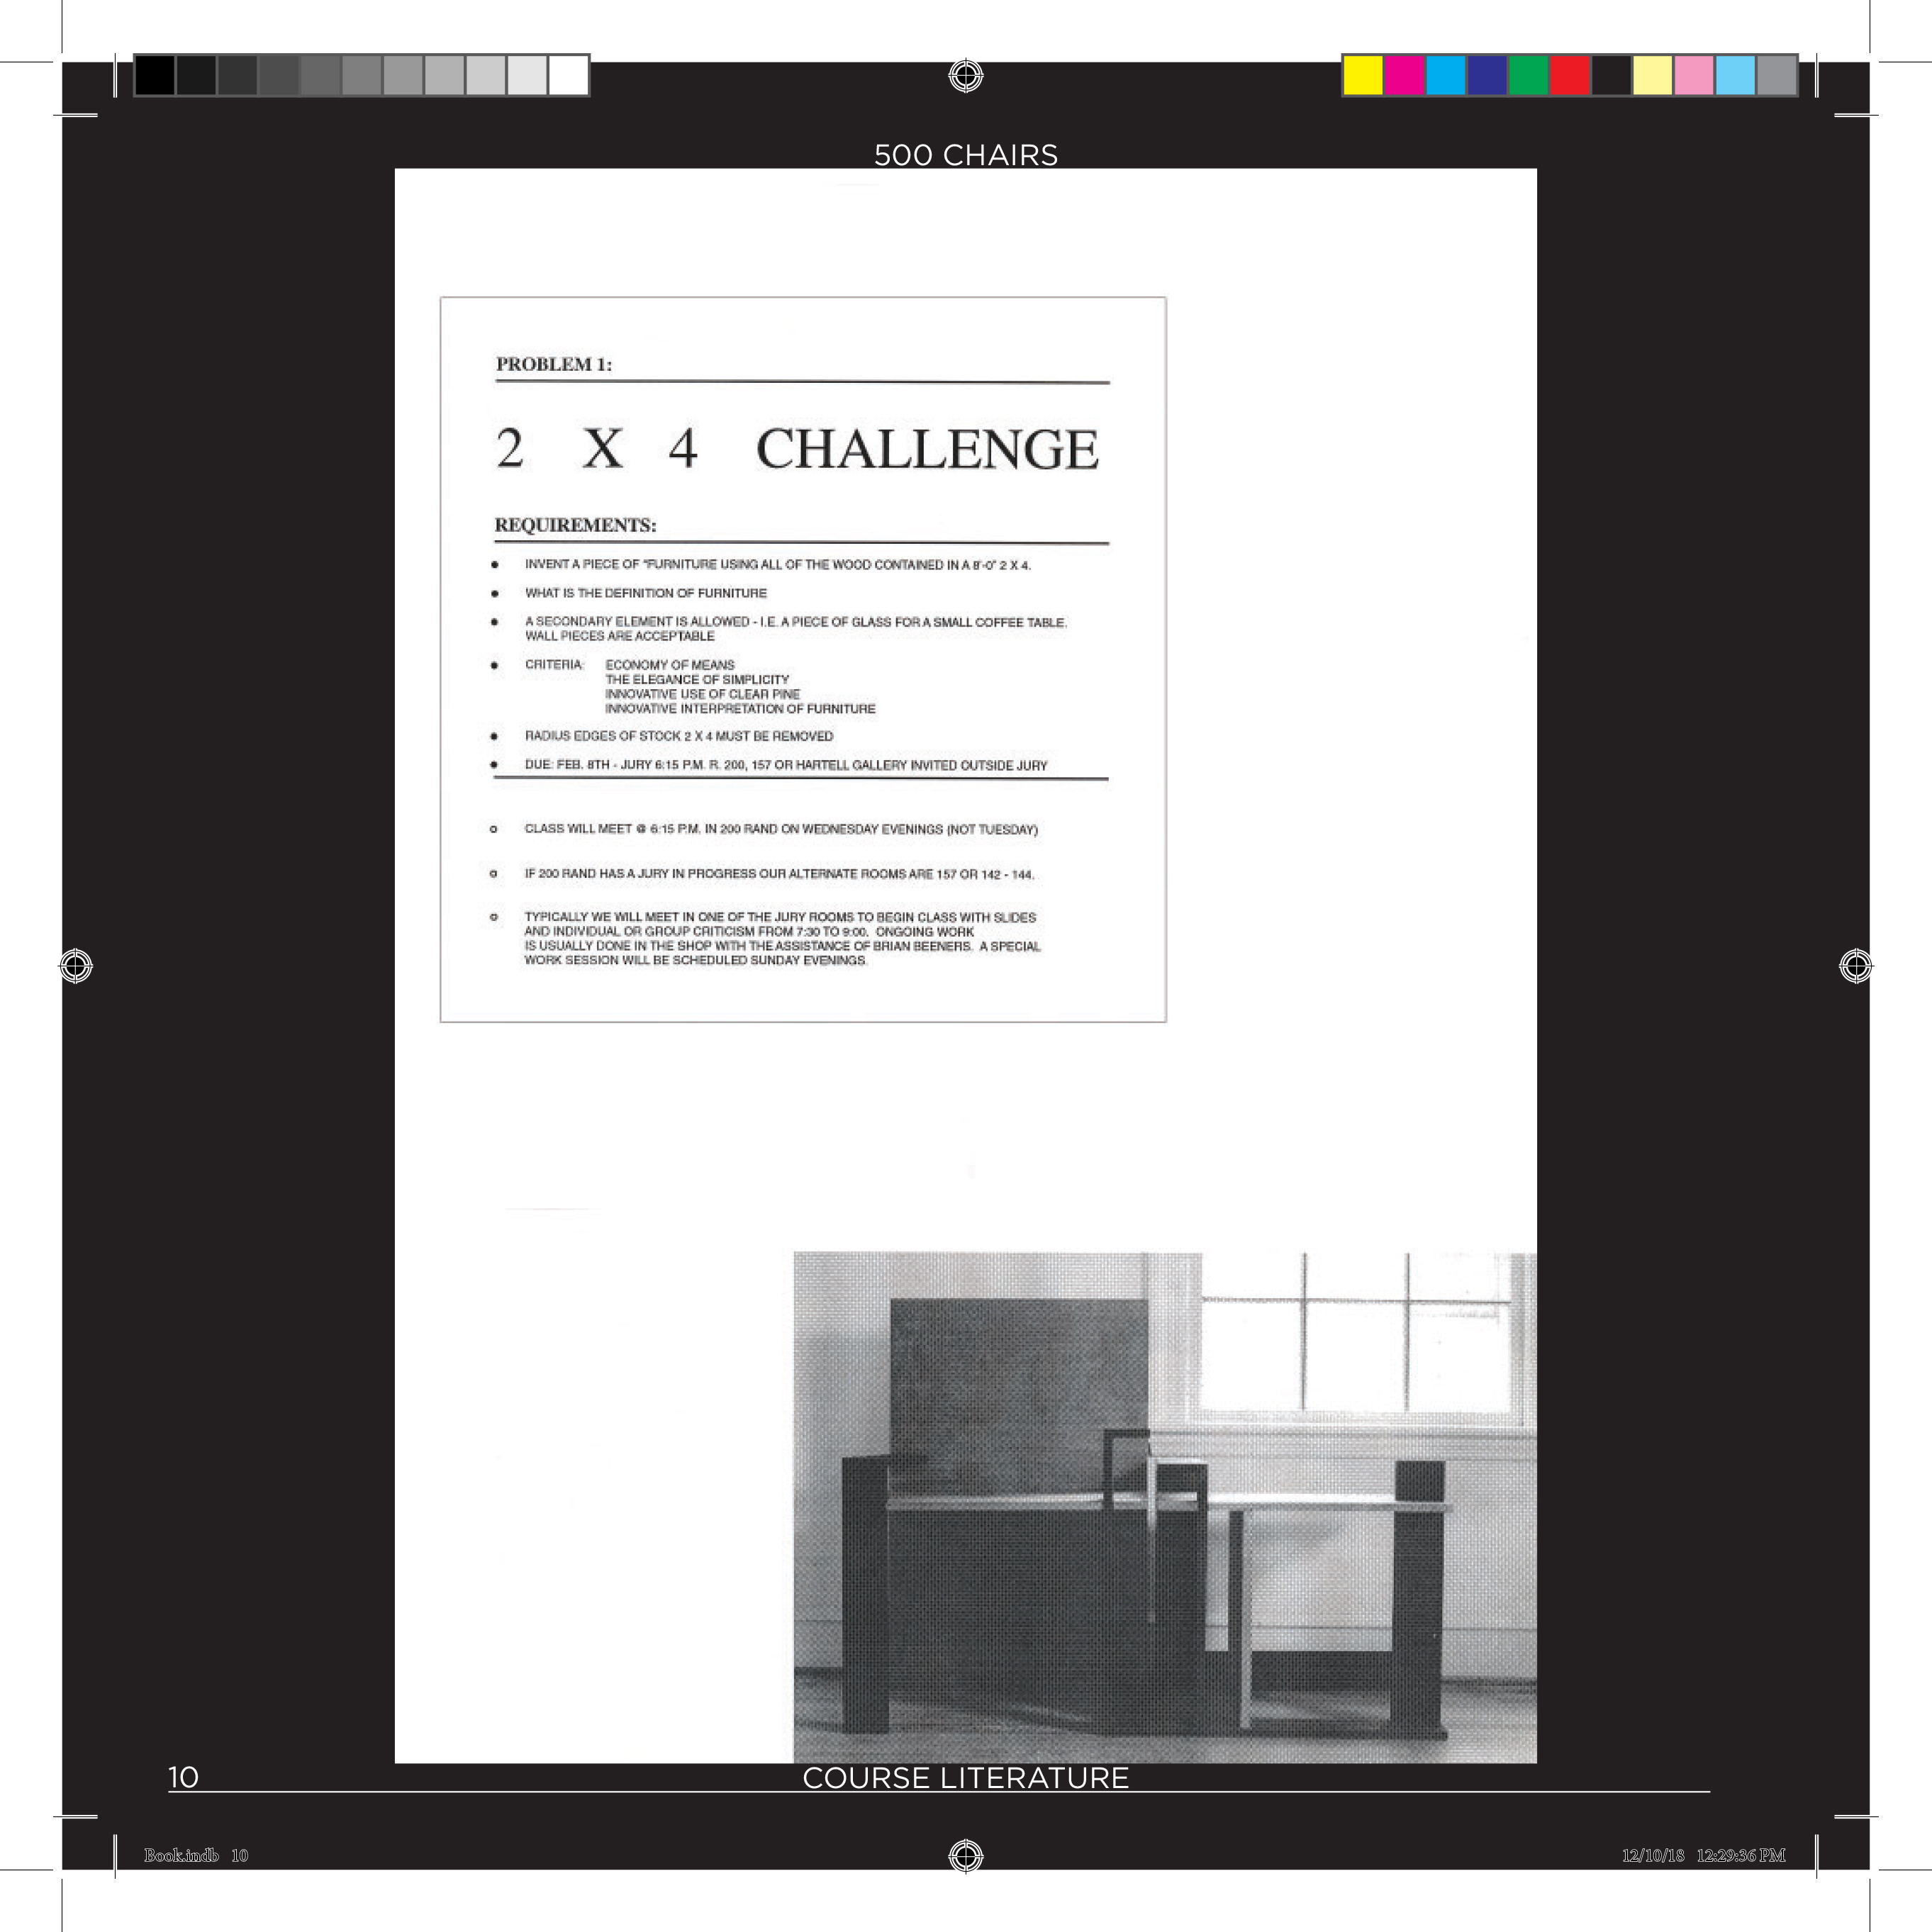 500 CHAIRS
PROBLEM 1:
2 X 4 CHALLENGE
REQUIREMENTS:
● INVENT A PIECE OF "FURNITURE USING ALL OF THE WOOD CONTAINED IN A 8'-0" 2 X 4.
● WHAT IS THE DEFINITION OF FURNITURE
● A SECONDARY ELEMENT IS ALLOWED - I.E. A PIECE OF GLASS FOR A SMALL COFFEE TABLE.
WALL PIECES ARE ACCEPTABLE
● CRITERIA: ECONOMY OF MEANS
THE ELEGANCE OF SIMPLICITY
INNOVATIVE USE OF CLEAR PINE
INNOVATIVE INTERPRETATION OF FURNITURE
● RADIUS EDGES OF STOCK 2 X 4 MUST BE REMOVED
● DUE: FEB. 8TH - JURY 6:15 P.M. R. 200, 157 OR HARTELL GALLERY INVITED OUTSIDE JURY
○ CLASS WILL MEET @ 6:15 P.M. IN 200 RAND ON WEDNESDAY EVENINGS (NOT TUESDAY)
○ IF 200 RAND HAS A JURY IN PROGRESS OUR ALTERNATE ROOMS ARE 157 OR 142 - 144.
○ TYPICALLY WE WILL MEET IN ONE OF THE JURY ROOMS TO BEGIN CLASS WITH SLIDES
AND INDIVIDUAL OR GROUP CRITICISM FROM 7:30 TO 9:00. ONGOING WORK
IS USUALLY DONE IN THE SHOP WITH THE ASSISTANCE OF BRIAN BEENERS. A SPECIAL
WORK SESSION WILL BE SCHEDULED SUNDAY EVENINGS.
10 COURSE LITERATURE
Book.indb 10 12/10/18 12:29:36 PM